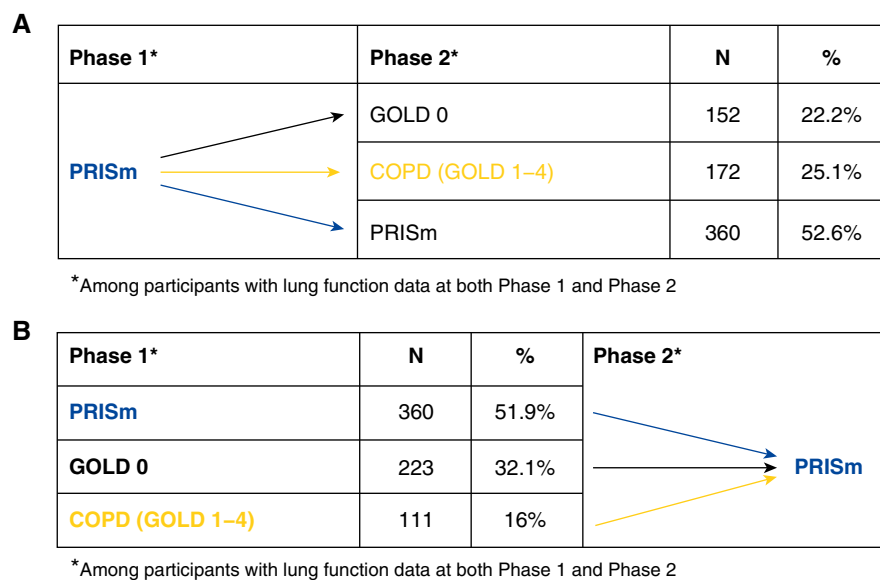 A
Phase 1* Phase 2* N %
PRISm
GOLD 0 152 22.2%
COPD (GOLD 1–4) 172 25.1%
PRISm 360 52.6%
*Among participants with lung function data at both Phase 1 and Phase 2
B
Phase 1* N % Phase 2*
PRISm 360 51.9%
GOLD 0 223 32.1% PRISm
COPD (GOLD 1–4) 111 16%
*Among participants with lung function data at both Phase 1 and Phase 2